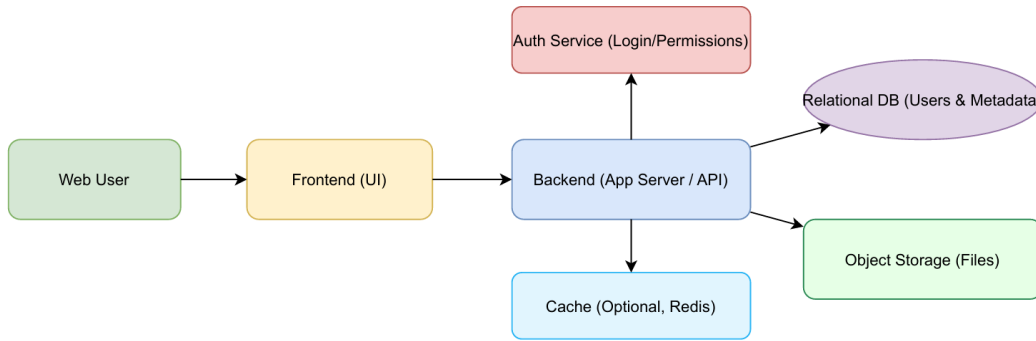 Auth Service (Login/Permissions)
Relational DB (Users & Metadata
Web User
Frontend (UI)
Backend (App Server / API)
Object Storage (Files)
Cache (Optional, Redis)